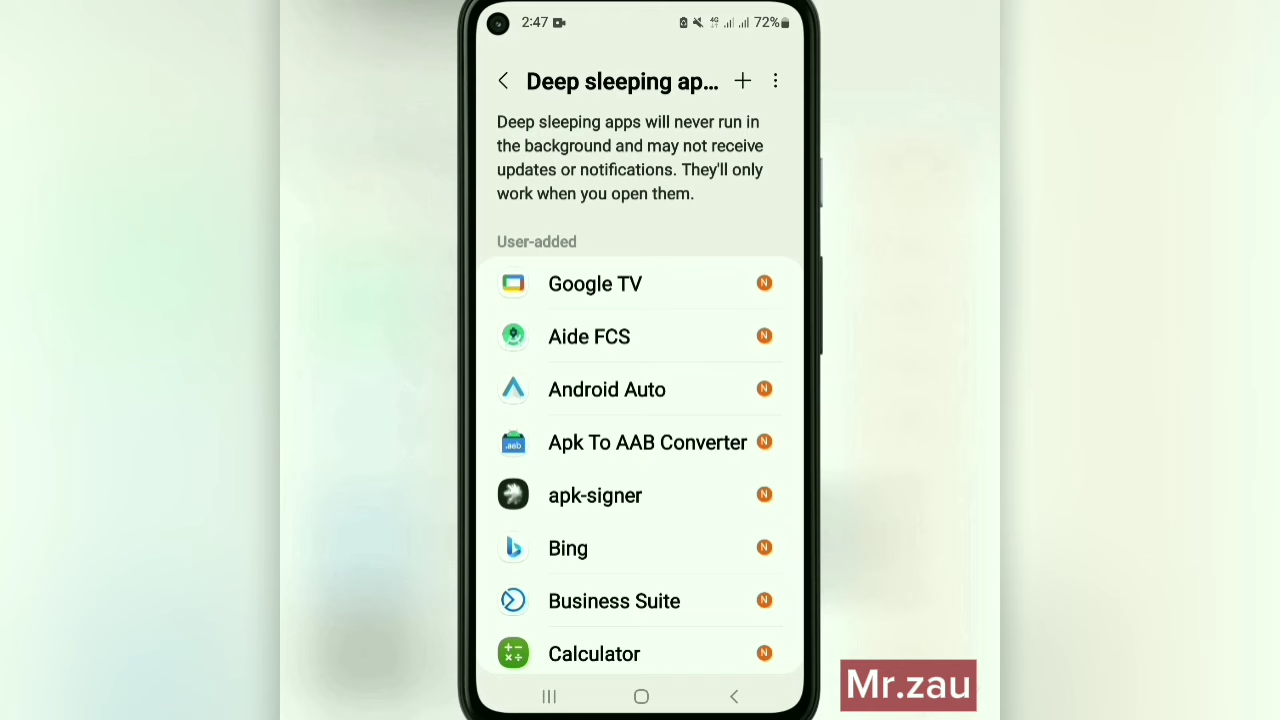 2:47
4G
72%
Deep sleeping ap...
Deep sleeping apps will never run in
the background and may not receive
updates or notifications. They'll only
work when you open them.
User-added
Google TV N
Aide FCS N
Android Auto N
.aab
Apk To AAB Converter N
apk-signer N
Bing N
Business Suite N
Calculator N
Mr.zau